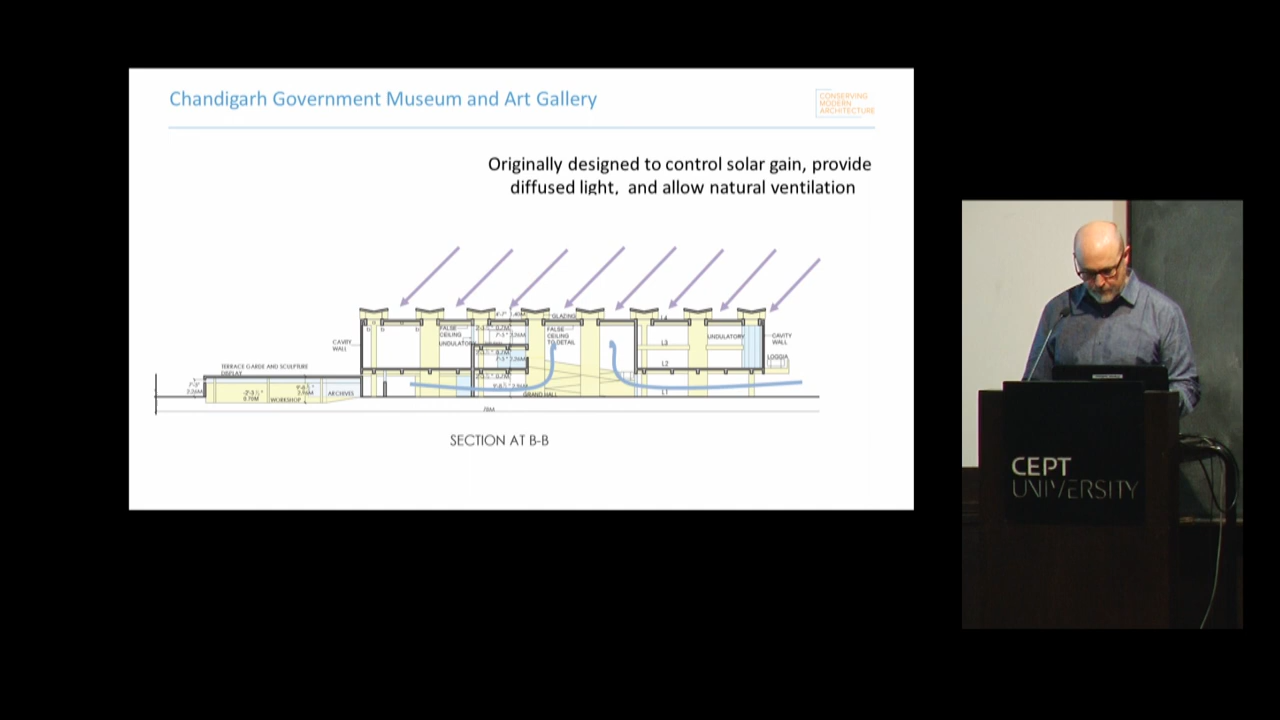 Chandigarh Government Museum and Art Gallery
CONSERVING
MODERN
ARCHITECTURE
Originally designed to control solar gain, provide
diffused light, and allow natural ventilation
GLAZING
FALSE
CEILING
UNDULATORY
FALSE
CEILING
TO DETAIL
UNDULATORY
CAVITY
WALL
CAVITY
WALL
L3
LOGGIA
L2
TERRACE GARDE AND SCULPTURE
DISPLAY
ARCHIVES
WORKSHOP
GRAND HALL
L1
SECTION AT B-B
CEPT
UNIVERSITY